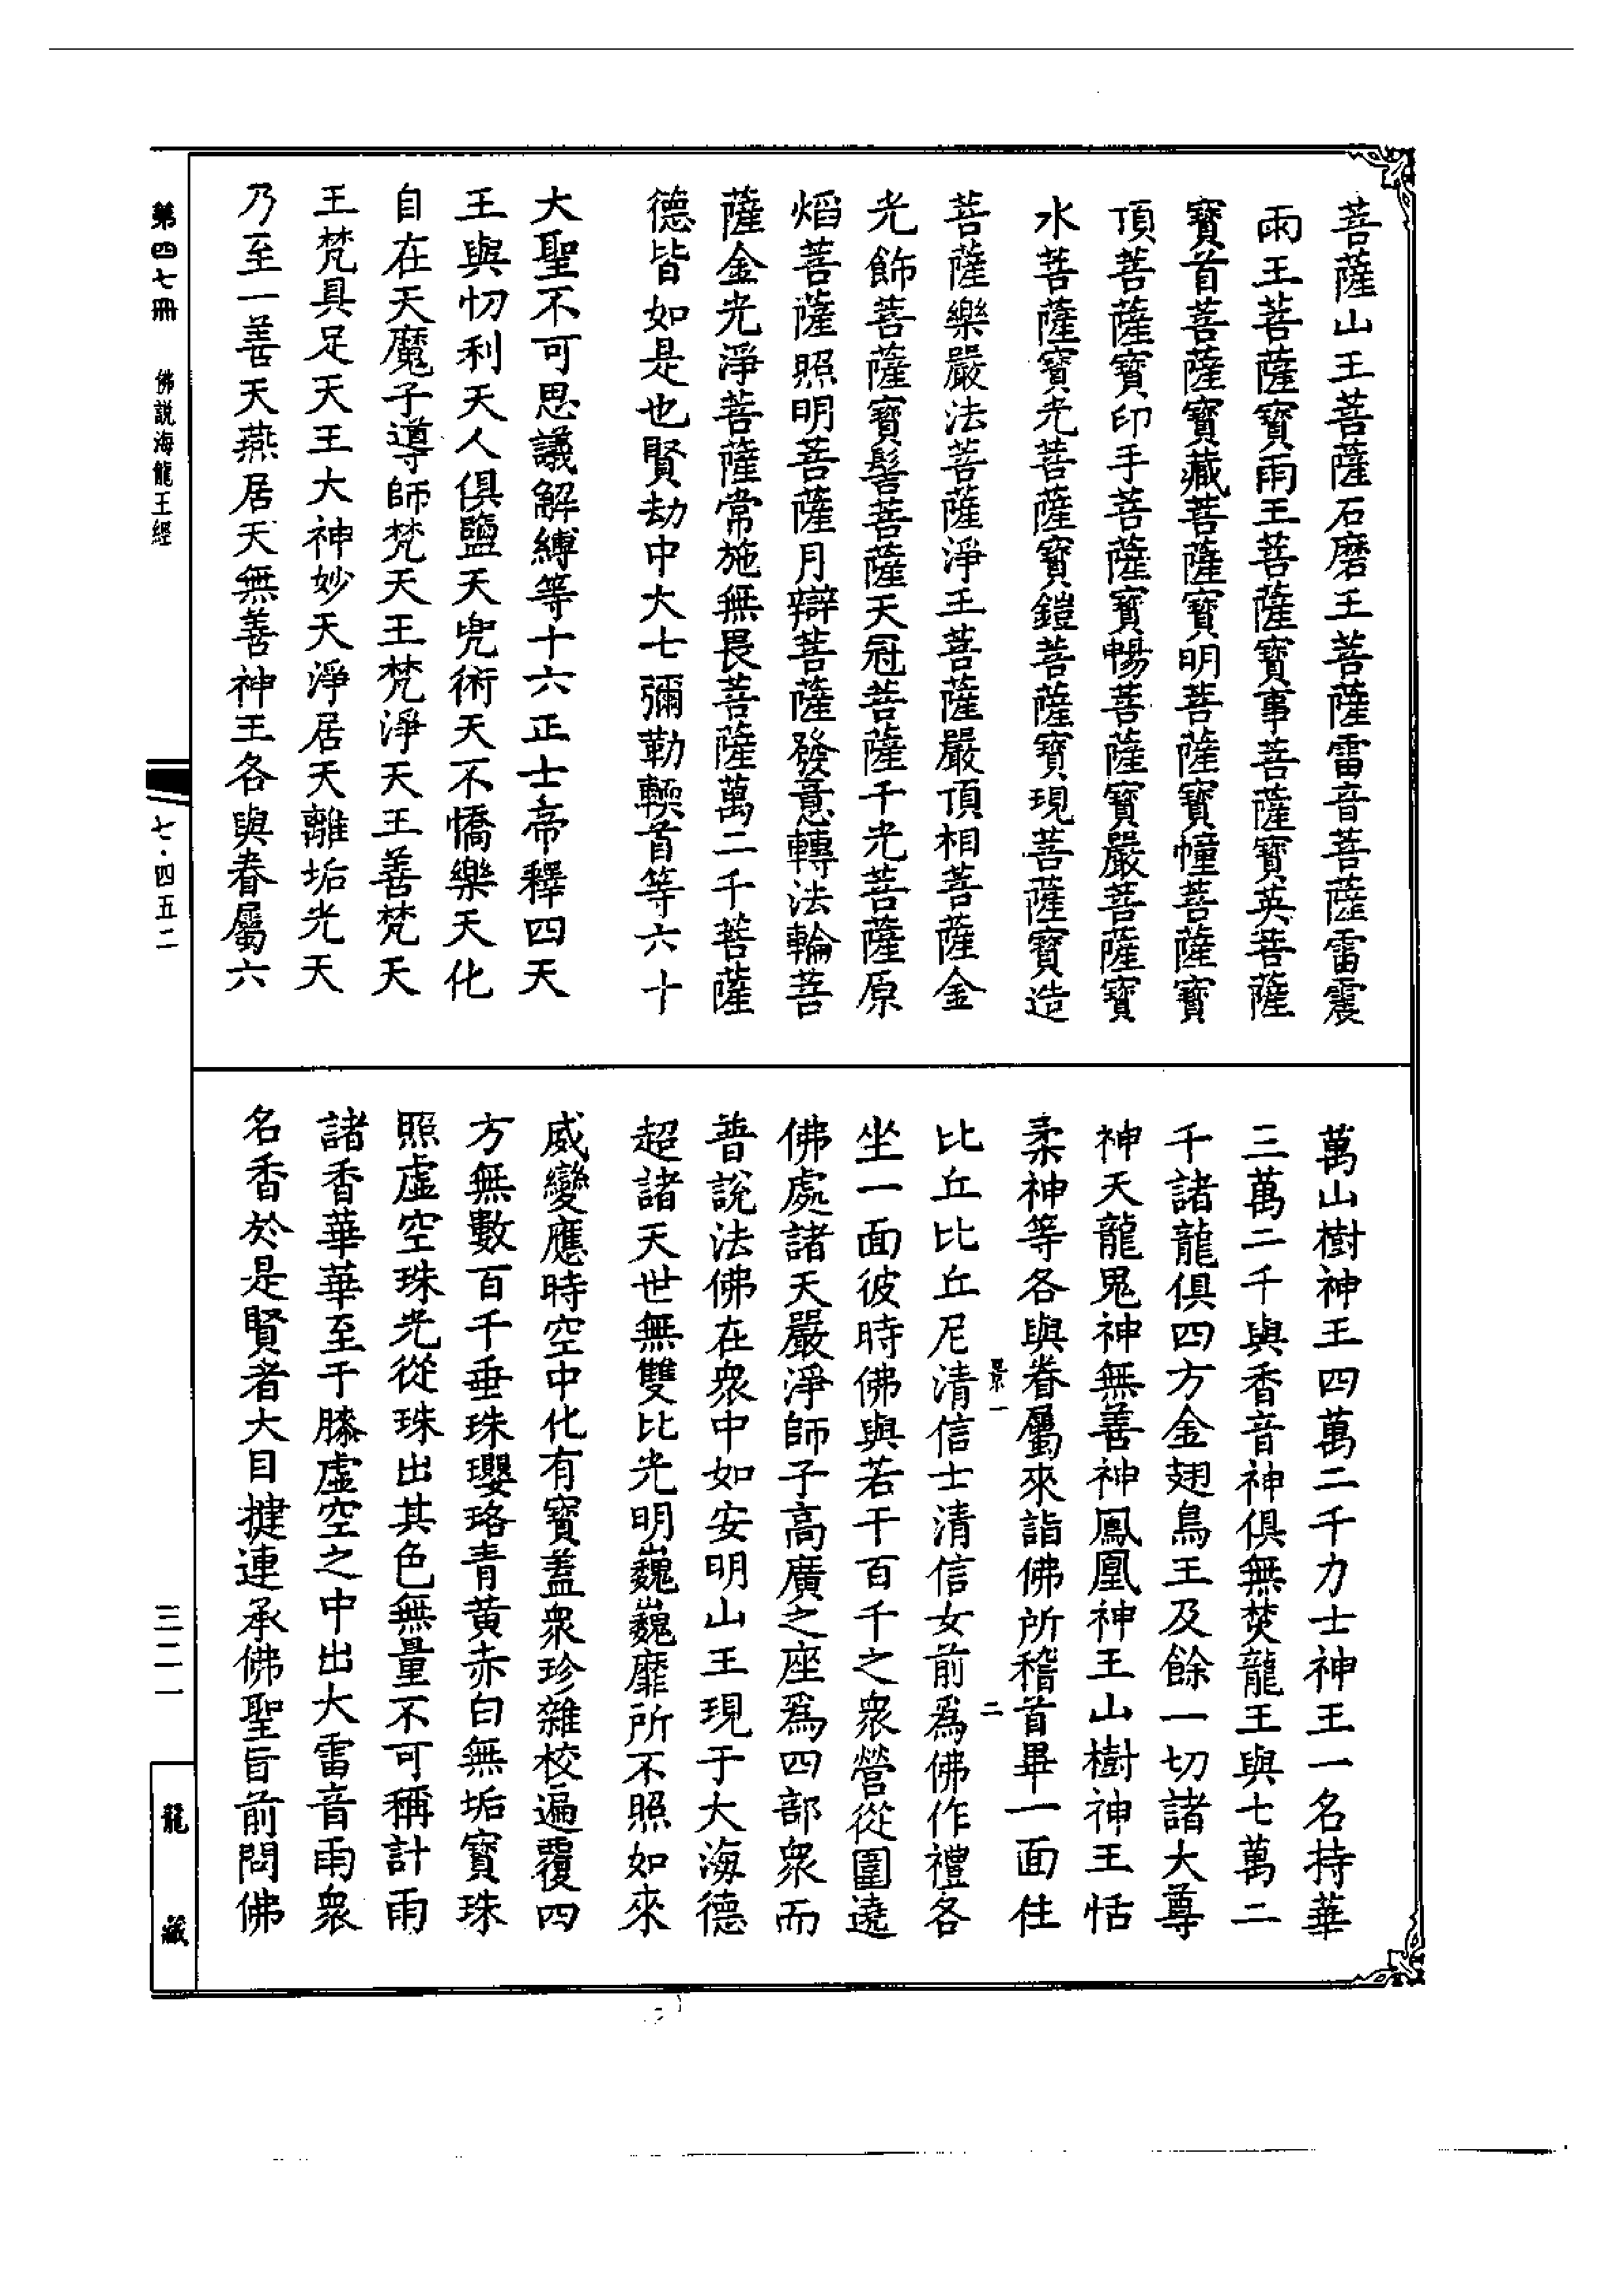 菩薩山王菩薩石磨王菩薩雷音菩薩雷震
雨王菩薩寶雨王菩薩寶事菩薩寶英菩薩
寶首菩薩寶藏菩薩寶明菩薩寶幢菩薩寶
頂菩薩寶印手菩薩寶暢菩薩寶嚴菩薩寶
水菩薩寶光菩薩寶鎧菩薩寶現菩薩寶造
菩薩樂嚴法菩薩淨王菩薩嚴頂相菩薩金
光飾菩薩寶髻菩薩天冠菩薩千光菩薩原
焰菩薩照明菩薩月辯菩薩發意轉法輪菩
薩金光淨菩薩常施無畏菩薩萬二千菩薩
德皆如是也賢劫中大士彌勒輭首等六十
大聖不可思議解縛等十六正士帝釋四天
王與忉利天人俱鹽天兜術天不憍樂天化
自在天魔子導師梵天王梵淨天王善梵天
王梵具足天王大神妙天淨居天離垢光天
乃至一善天燕居天無善神王各與眷屬六
萬山樹神王四萬二千力士神王一名持華
三萬二千與香音神俱無焚龍王與七萬二
千諸龍俱四方金翅鳥王及餘一切諸大尊
神天龍鬼神無善神鳳凰神王山樹神王恬
柔神等各與眷屬來詣佛所稽首畢一面住
景一 二
比丘比丘尼清信士清信女前爲佛作禮各
坐一面彼時佛與若干百千之衆營從圍遶
佛處諸天嚴淨師子高廣之座爲四部衆而
普說法佛在衆中如安明山王現于大海德
超諸天世無雙比光明巍巍靡所不照如來
威變應時空中化有寶蓋衆珍雜校遍覆四
方無數百千垂珠瓔珞青黃赤白無垢寶珠
照虛空珠光從珠出其色無量不可稱計雨
諸香華華至于膝虛空之中出大雷音雨衆
名香於是賢者大目揵連承佛聖旨前問佛
第四七冊 佛說海龍王經
七·四五二
三二一
龍藏